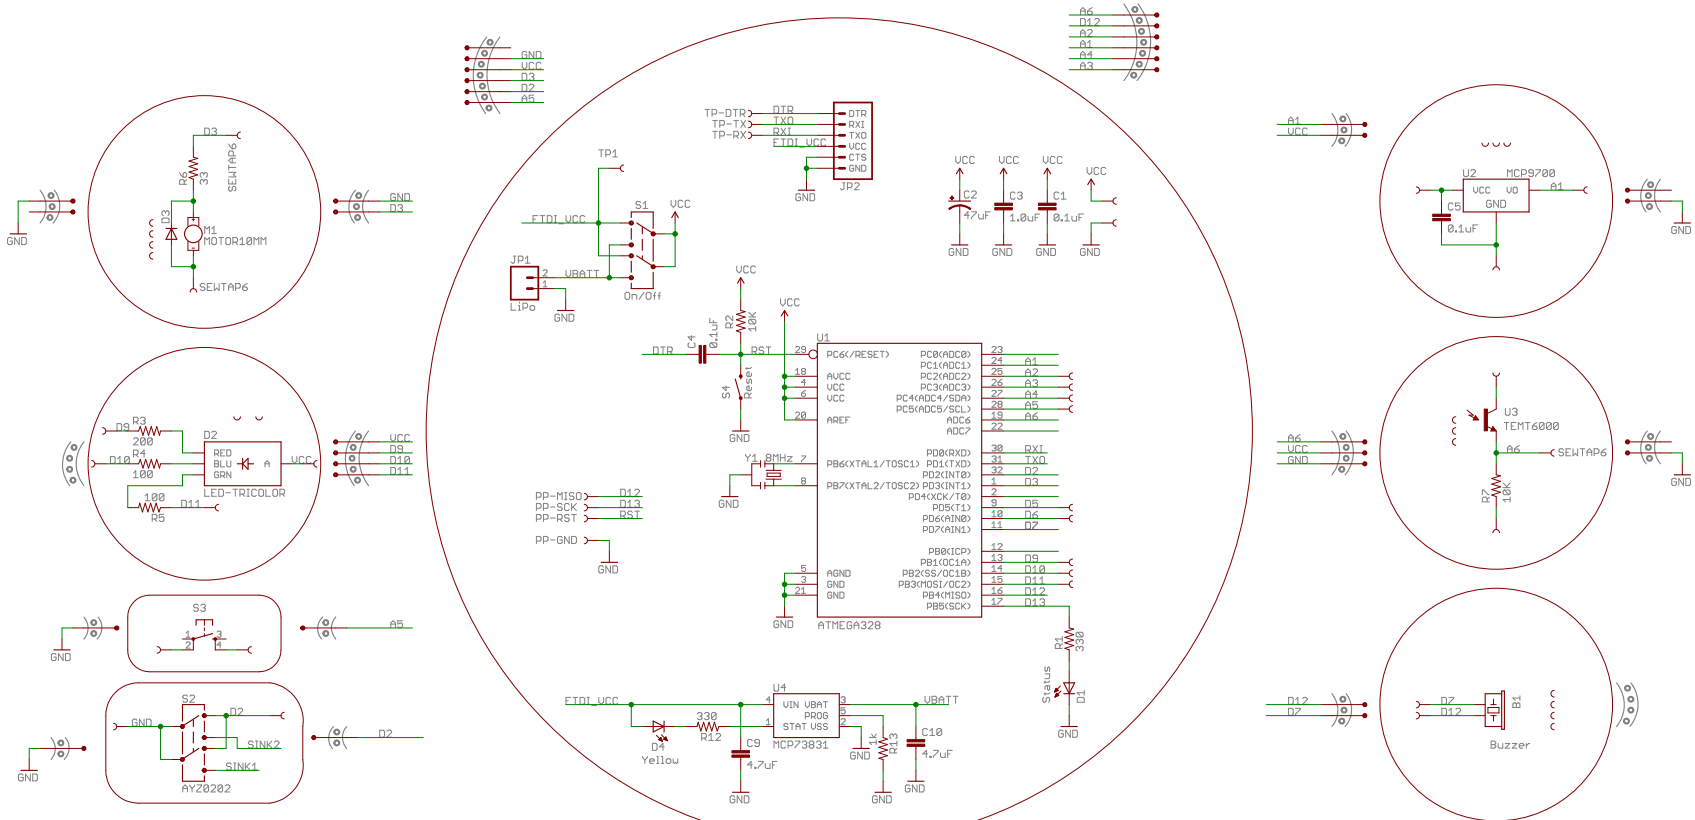 GND
VCC
D3
D2
A5
A6
D12
A2
A1
A4
A3
D3
R6
33
SEWTAP6
D3
M1
MOTOR10MM
SEWTAP6
GND
GND
D3
TP-DTR
TP-TX
TP-RX
DTR
TXO
RXI
FTDI_VCC
DTR
RXI
TXO
VCC
CTS
GND
JP2
GND
TP1
FTDI_VCC
S1
VCC
On/Off
JP1
2
1
LiPo
VBATT
GND
VCC
C2
47uF
GND
VCC
C3
1.0uF
GND
VCC
C1
0.1uF
GND
VCC
GND
A1
VCC
U2
MCP9700
VCC
VO
GND
A1
C5
0.1uF
GND
VCC
R2
10K
VCC
DTR
C4
0.1uF
RST
S4
Reset
GND
U1
29
PC6(/RESET)
18
AVCC
4
VCC
6
VCC
20
AREF
7
PB6(XTAL1/TOSC1)
8
PB7(XTAL2/TOSC2)
5
AGND
3
GND
21
GND
GND
ATMEGA328
Y1
8MHz
GND
PC0(ADC0)
23
PC1(ADC1)
24
A1
PC2(ADC2)
25
A2
PC3(ADC3)
26
A3
PC4(ADC4/SDA)
27
A4
PC5(ADC5/SCL)
28
A5
ADC6
19
A6
ADC7
22
PD0(RXD)
30
RXI
PD1(TXD)
31
TXO
PD2(INT0)
32
D2
PD3(INT1)
1
D3
PD4(XCK/T0)
2
PD5(T1)
9
D5
PD6(AIN0)
10
D6
PD7(AIN1)
11
D7
PB0(ICP)
12
PB1(OC1A)
13
D9
PB2(SS/OC1B)
14
D10
PB3(MOSI/OC2)
15
D11
PB4(MISO)
16
D12
PB5(SCK)
17
D13
R1
330
Status
D1
GND
PP-MISO
D12
PP-SCK
D13
PP-RST
RST
PP-GND
GND
D9
R3
200
D10
R4
100
100
R5
D11
D2
RED
BLU
GRN
A
VCC
LED-TRICOLOR
VCC
D9
D10
D11
A6
VCC
GND
U3
TEMT6000
A6
SEWTAP6
R7
10K
GND
S3
1
2
3
4
GND
A5
S2
GND
D2
SINK2
SINK1
AYZ0202
GND
D2
FTDI_VCC
D4
Yellow
330
R12
C9
4.7uF
GND
U4
4
VIN
VBAT
3
PROG
5
1
STAT
VSS
2
MCP73831
GND
1k
R13
GND
VBATT
C10
4.7uF
GND
D12
D7
D7
D12
B1
Buzzer